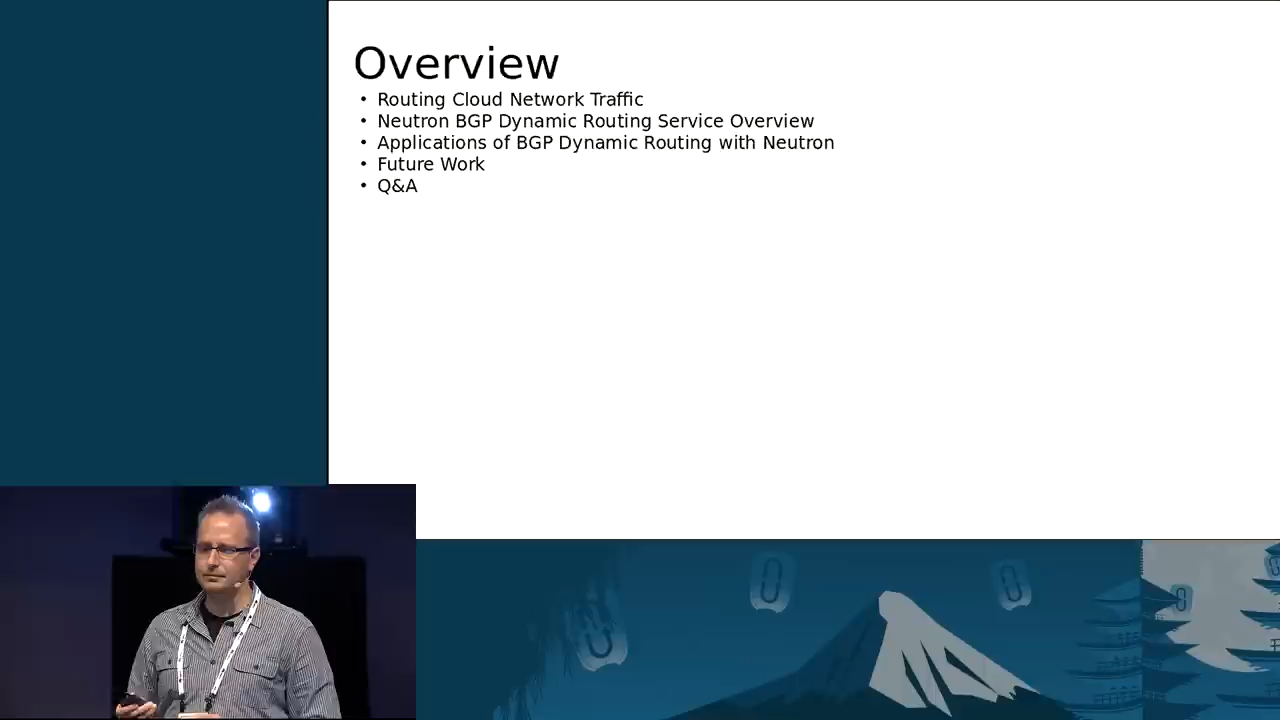 Overview
• Routing Cloud Network Traffic
• Neutron BGP Dynamic Routing Service Overview
• Applications of BGP Dynamic Routing with Neutron
• Future Work
• Q&A